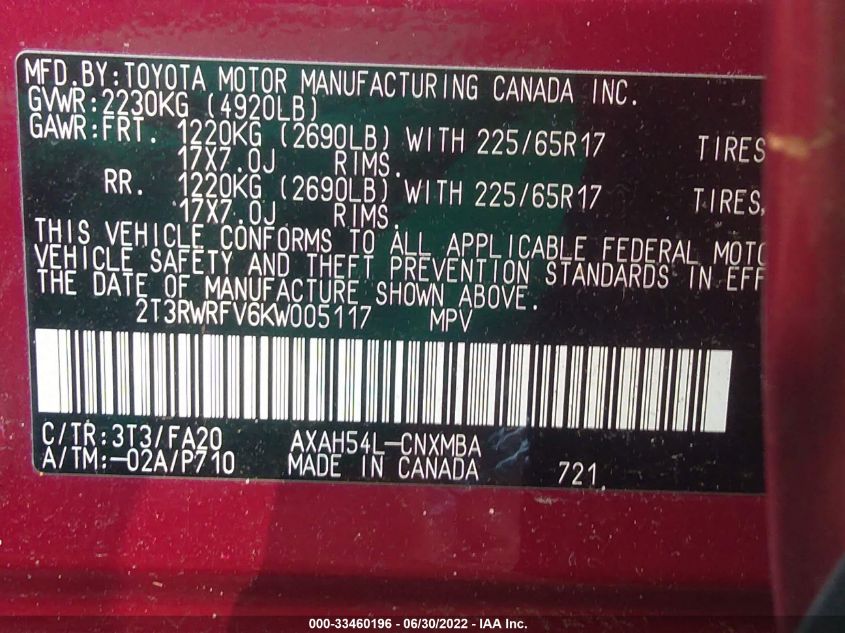 MFD.BY:TOYOTA MOTOR MANUFACTURING CANADA INC.
GVWR:2230KG (4920LB)
GAWR:FRT. 1220KG (2690LB) WITH 225/65R17 TIRES
17X7.0J RIMS.
RR. 1220KG (2690LB) WITH 225/65R17 TIRES,
17X7.0J RIMS.
THIS VEHICLE CONFORMS TO ALL APPLICABLE FEDERAL MOTO
VEHICLE SAFETY AND THEFT PREVENTION STANDARDS IN EFF
THE DATE OF MANUFACTURE SHOWN ABOVE.
2T3RWRFV6KW005117 MPV
C/TR:3T3/FA20 AXAH54L-CNXMBA
A/TM:-02A/P710 MADE IN CANADA 721
000-33460196 - 06/30/2022 - IAA Inc.